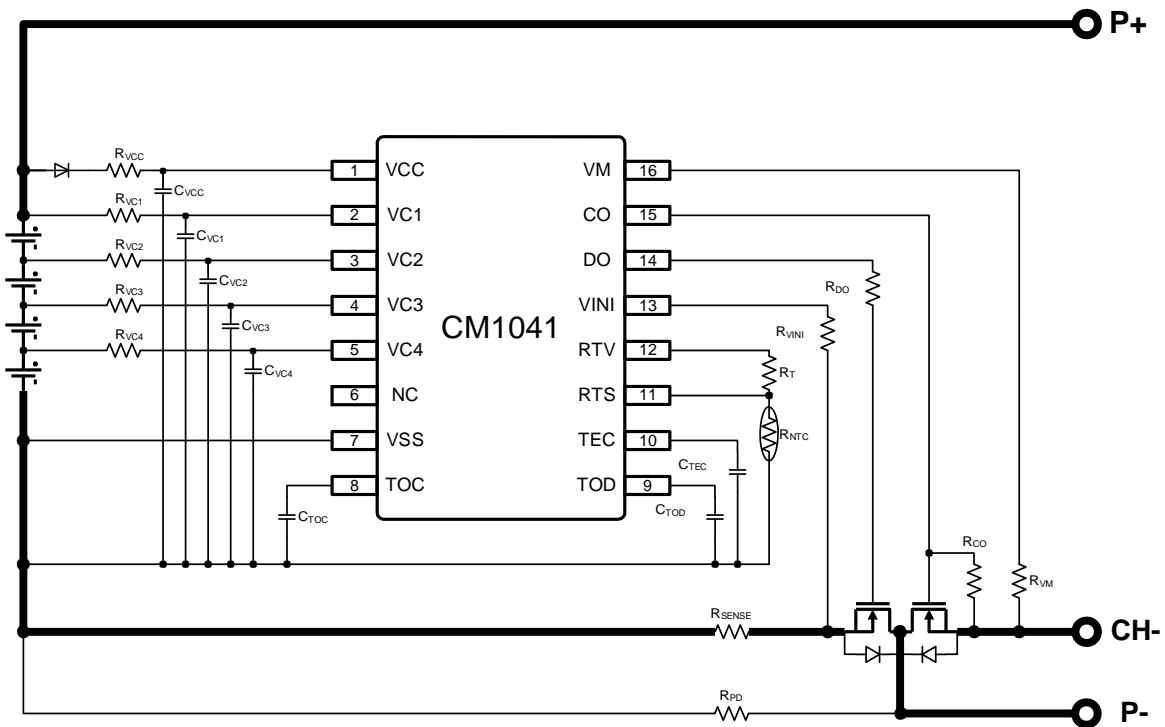 P+
RVCC
CVCC
1
VCC
VM
16
RVC1
CVC1
2
VC1
CO
15
RVC2
CVC2
3
VC2
DO
14
RDO
RVC3
CVC3
4
VC3
VINI
13
RVINI
CM1041
RVC4
CVC4
5
VC4
RTV
12
RT
6
NC
RTS
11
RNTC
7
VSS
TEC
10
CTEC
8
TOC
TOD
9
CTOC
CTOD
RCO
RVM
RSENSE
CH-
RPD
P-